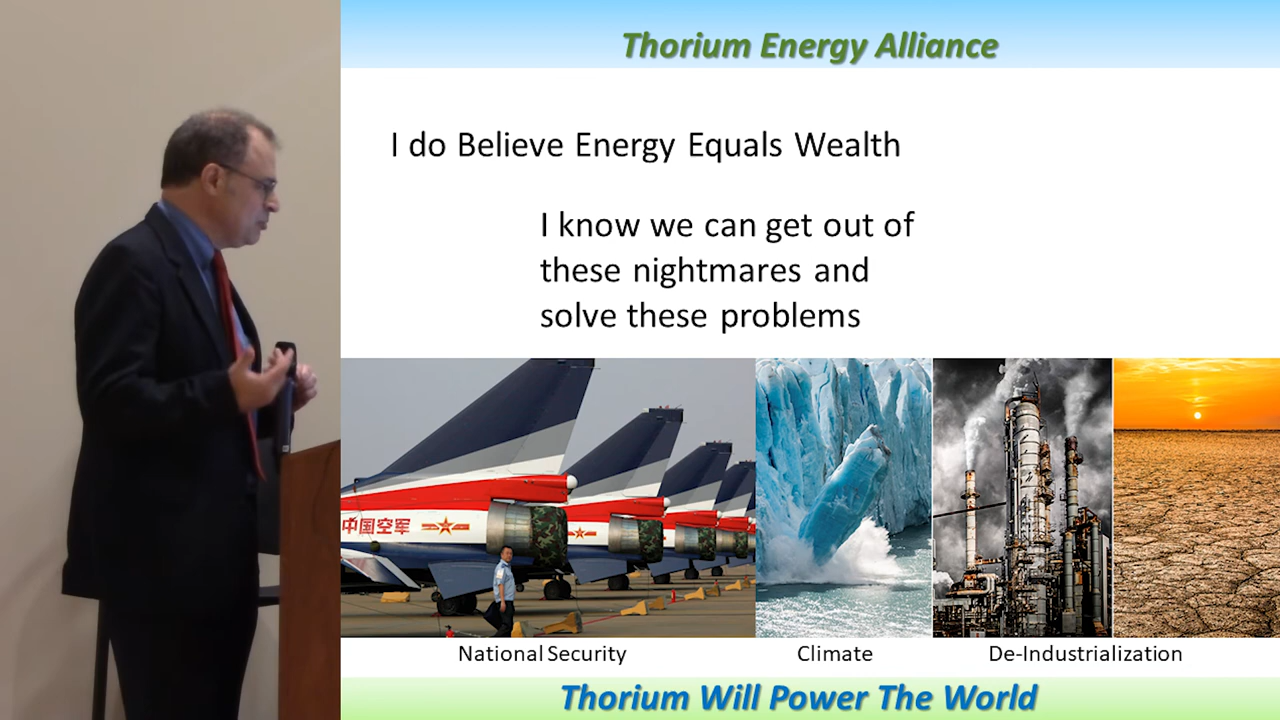 Thorium Energy Alliance
I do Believe Energy Equals Wealth
I know we can get out of
these nightmares and
solve these problems
中国空军
National Security
Climate
De-Industrialization
Thorium Will Power The World